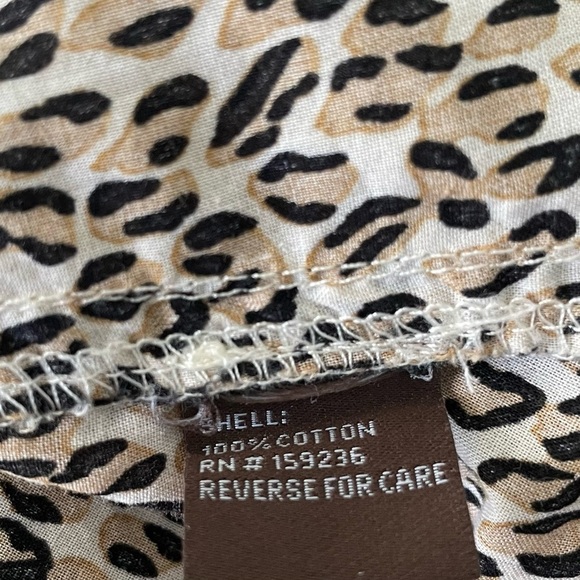 SHELL:
100% COTTON
RN # 159236
REVERSE FOR CARE